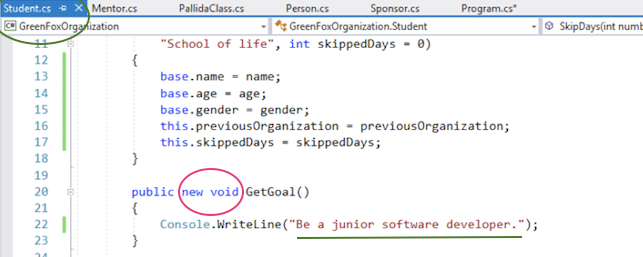 Student.cs Mentor.cs PallidaClass.cs Person.cs Sponsor.cs Program.cs*
GreenFoxOrganization GreenFoxOrganization.Student SkipDays(int numb
11 "School of life", int skippedDays = 0)
12 {
13 base.name = name;
14 base.age = age;
15 base.gender = gender;
16 this.previousOrganization = previousOrganization;
17 this.skippedDays = skippedDays;
18 }
19
20 public new void GetGoal()
21 {
22 Console.WriteLine("Be a junior software developer.");
23 }